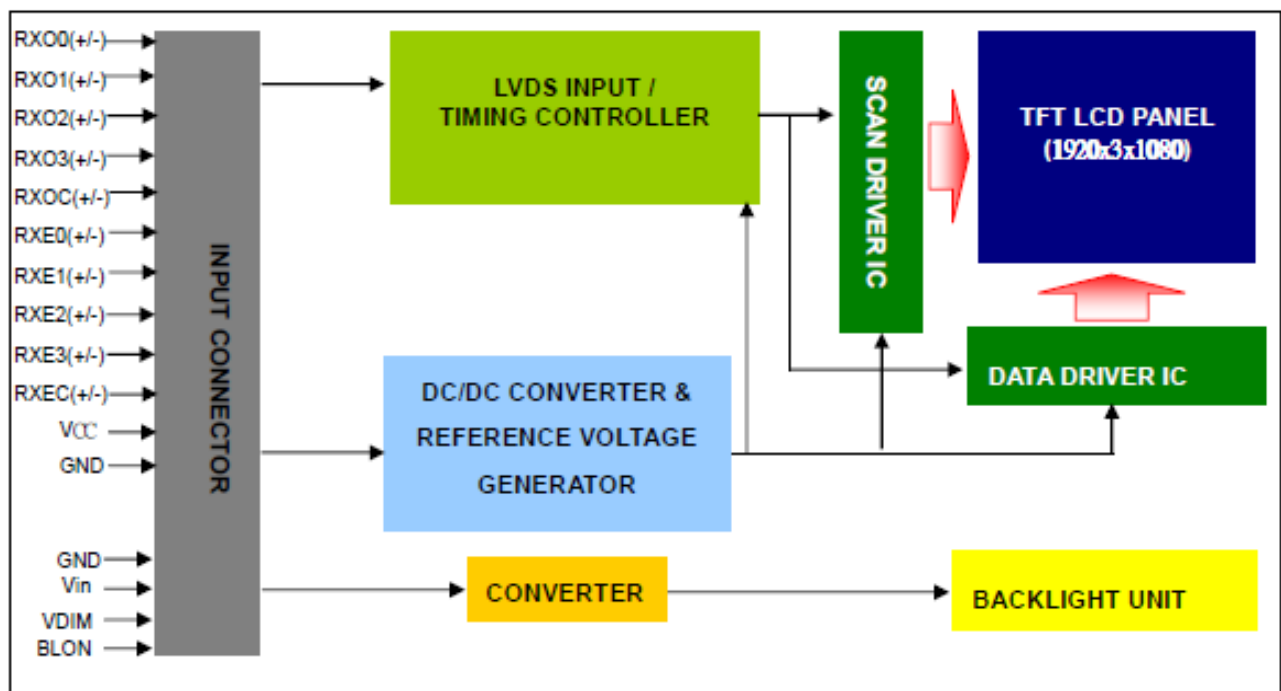 RXO0(+/-)
RXO1(+/-)
RXO2(+/-)
RXO3(+/-)
RXOC(+/-)
RXE0(+/-)
RXE1(+/-)
RXE2(+/-)
RXE3(+/-)
RXEC(+/-)
VCC
GND
GND
Vin
VDIM
BLON
INPUT CONNECTOR
LVDS INPUT /
TIMING CONTROLLER
DC/DC CONVERTER &
REFERENCE VOLTAGE
GENERATOR
CONVERTER
SCAN DRIVER IC
TFT LCD PANEL
(1920x3x1080)
DATA DRIVER IC
BACKLIGHT UNIT